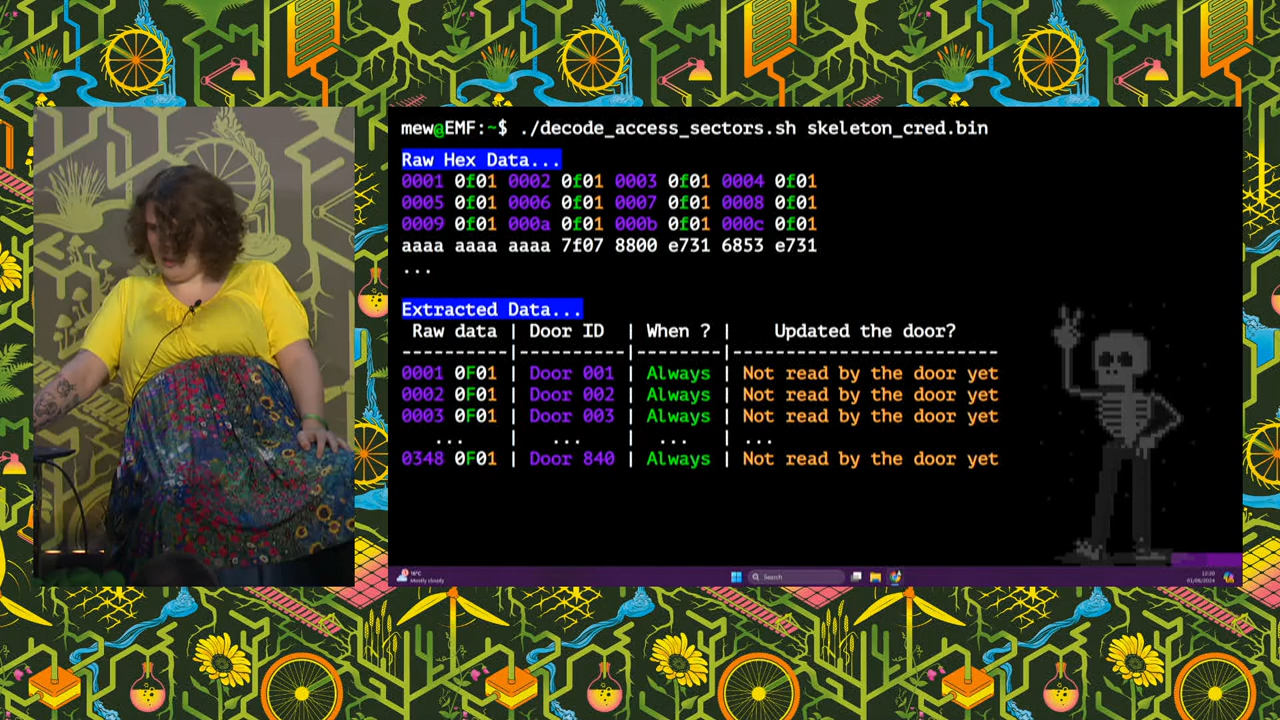 mew@EMF:~$ ./decode_access_sectors.sh skeleton_cred.bin
Raw Hex Data...
0001 0f01 0002 0f01 0003 0f01 0004 0f01
0005 0f01 0006 0f01 0007 0f01 0008 0f01
0009 0f01 000a 0f01 000b 0f01 000c 0f01
aaaa aaaa aaaa 7f07 8800 e731 6853 e731
...
Extracted Data...
Raw data | Door ID | When ? | Updated the door?
----------|----------|--------|-------------------------
0001 0F01 | Door 001 | Always | Not read by the door yet
0002 0F01 | Door 002 | Always | Not read by the door yet
0003 0F01 | Door 003 | Always | Not read by the door yet
... | ... | ... | ...
0348 0F01 | Door 840 | Always | Not read by the door yet
16°C
Mostly cloudy
Search